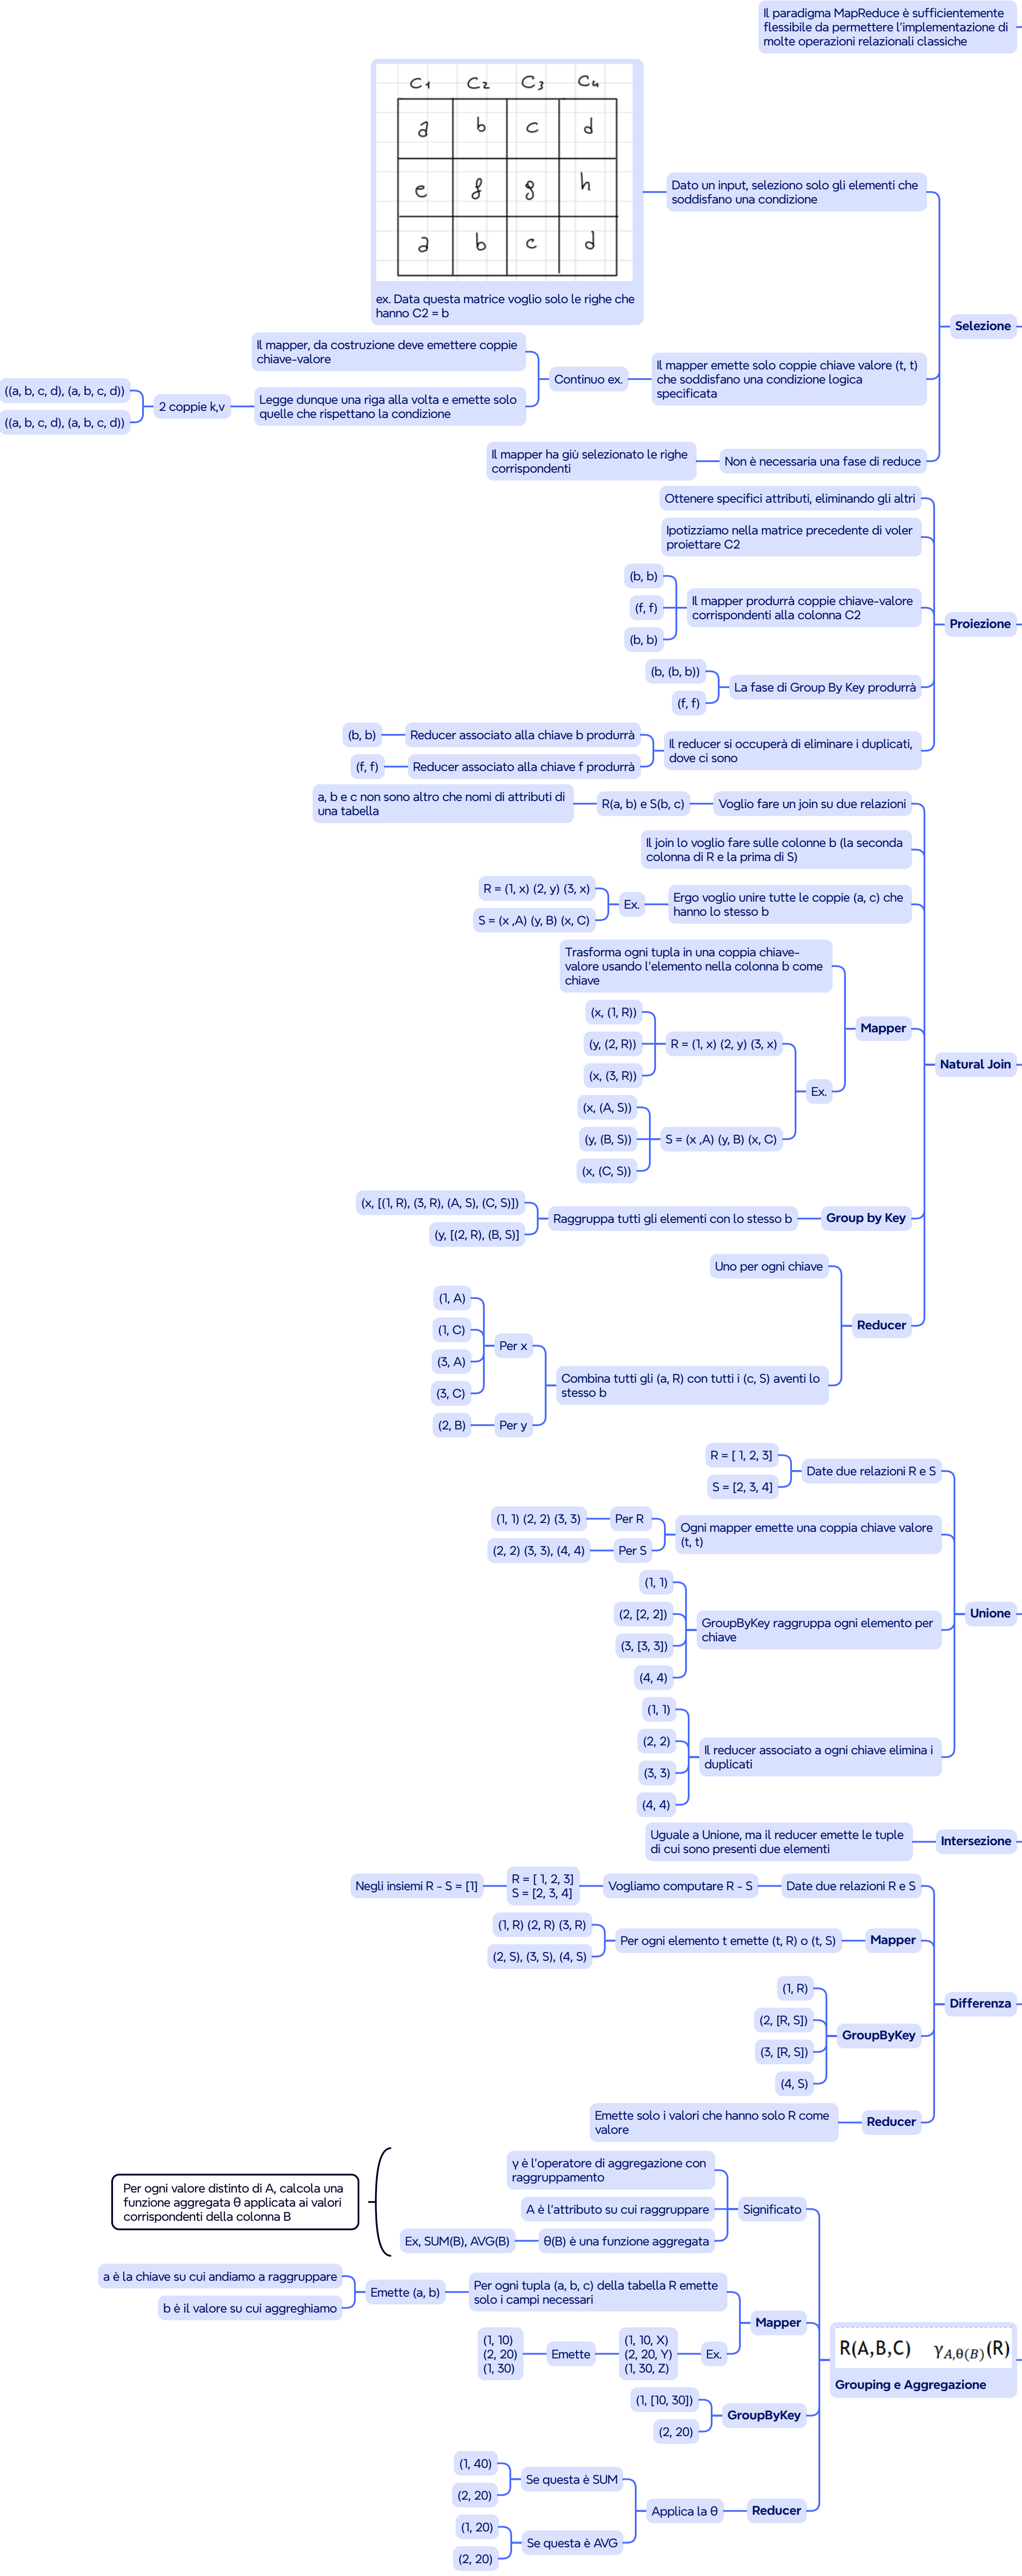 Il paradigma MapReduce è sufficientemente
flessibile da permettere l'implementazione di
molte operazioni relazionali classiche
Selezione
Dato un input, seleziono solo gli elementi che
soddisfano una condizione
C1 C2 C3 C4
a b c d
e f g h
a b c d
ex. Data questa matrice voglio solo le righe che
hanno C2 = b
Il mapper emette solo coppie chiave valore (t, t)
che soddisfano una condizione logica
specificata
Continuo ex.
Il mapper, da costruzione deve emettere coppie
chiave-valore
Legge dunque una riga alla volta e emette solo
quelle che rispettano la condizione
2 coppie k,v
((a, b, c, d), (a, b, c, d))
((a, b, c, d), (a, b, c, d))
Non è necessaria una fase di reduce
Il mapper ha giù selezionato le righe
corrispondenti
Proiezione
Ottenere specifici attributi, eliminando gli altri
Ipotizziamo nella matrice precedente di voler
proiettare C2
Il mapper produrrà coppie chiave-valore
corrispondenti alla colonna C2
(b, b)
(f, f)
(b, b)
La fase di Group By Key produrrà
(b, (b, b))
(f, f)
Il reducer si occuperà di eliminare i duplicati,
dove ci sono
Reducer associato alla chiave b produrrà
(b, b)
Reducer associato alla chiave f produrrà
(f, f)
Natural Join
Voglio fare un join su due relazioni
R(a, b) e S(b, c)
a, b e c non sono altro che nomi di attributi di
una tabella
Il join lo voglio fare sulle colonne b (la seconda
colonna di R e la prima di S)
Ergo voglio unire tutte le coppie (a, c) che
hanno lo stesso b
Ex.
R = (1, x) (2, y) (3, x)
S = (x ,A) (y, B) (x, C)
Mapper
Trasforma ogni tupla in una coppia chiave-
valore usando l'elemento nella colonna b come
chiave
Ex.
R = (1, x) (2, y) (3, x)
(x, (1, R))
(y, (2, R))
(x, (3, R))
S = (x ,A) (y, B) (x, C)
(x, (A, S))
(y, (B, S))
(x, (C, S))
Group by Key
Raggruppa tutti gli elementi con lo stesso b
(x, [(1, R), (3, R), (A, S), (C, S)])
(y, [(2, R), (B, S)]
Reducer
Uno per ogni chiave
Combina tutti gli (a, R) con tutti i (c, S) aventi lo
stesso b
Per x
(1, A)
(1, C)
(3, A)
(3, C)
Per y
(2, B)
Unione
Date due relazioni R e S
R = [ 1, 2, 3]
S = [2, 3, 4]
Ogni mapper emette una coppia chiave valore
(t, t)
Per R
(1, 1) (2, 2) (3, 3)
Per S
(2, 2) (3, 3), (4, 4)
GroupByKey raggruppa ogni elemento per
chiave
(1, 1)
(2, [2, 2])
(3, [3, 3])
(4, 4)
Il reducer associato a ogni chiave elimina i
duplicati
(1, 1)
(2, 2)
(3, 3)
(4, 4)
Intersezione
Uguale a Unione, ma il reducer emette le tuple
di cui sono presenti due elementi
Differenza
Date due relazioni R e S
Vogliamo computare R - S
R = [ 1, 2, 3]
S = [2, 3, 4]
Negli insiemi R - S = [1]
Mapper
Per ogni elemento t emette (t, R) o (t, S)
(1, R) (2, R) (3, R)
(2, S), (3, S), (4, S)
GroupByKey
(1, R)
(2, [R, S])
(3, [R, S])
(4, S)
Reducer
Emette solo i valori che hanno solo R come
valore
R(A,B,C) γA,θ(B)(R)
Grouping e Aggregazione
Significato
γ è l'operatore di aggregazione con
raggruppamento
A è l'attributo su cui raggruppare
θ(B) è una funzione aggregata
Ex, SUM(B), AVG(B)
Per ogni valore distinto di A, calcola una
funzione aggregata θ applicata ai valori
corrispondenti della colonna B
Mapper
Per ogni tupla (a, b, c) della tabella R emette
solo i campi necessari
Emette (a, b)
a è la chiave su cui andiamo a raggruppare
b è il valore su cui aggreghiamo
Ex.
(1, 10, X)
(2, 20, Y)
(1, 30, Z)
Emette
(1, 10)
(2, 20)
(1, 30)
GroupByKey
(1, [10, 30])
(2, 20)
Reducer
Applica la θ
Se questa è SUM
(1, 40)
(2, 20)
Se questa è AVG
(1, 20)
(2, 20)